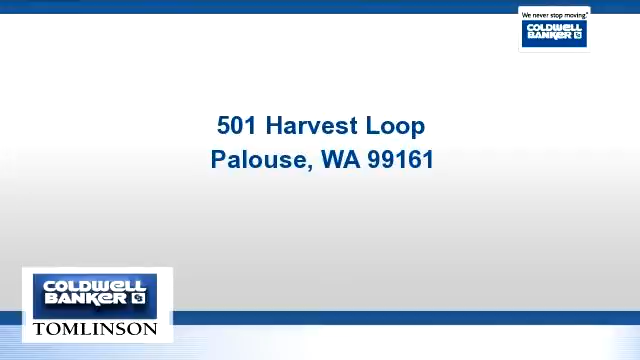 We never stop moving.®
COLDWELL
BANKER
501 Harvest Loop
Palouse, WA 99161
COLDWELL
BANKER
TOMLINSON